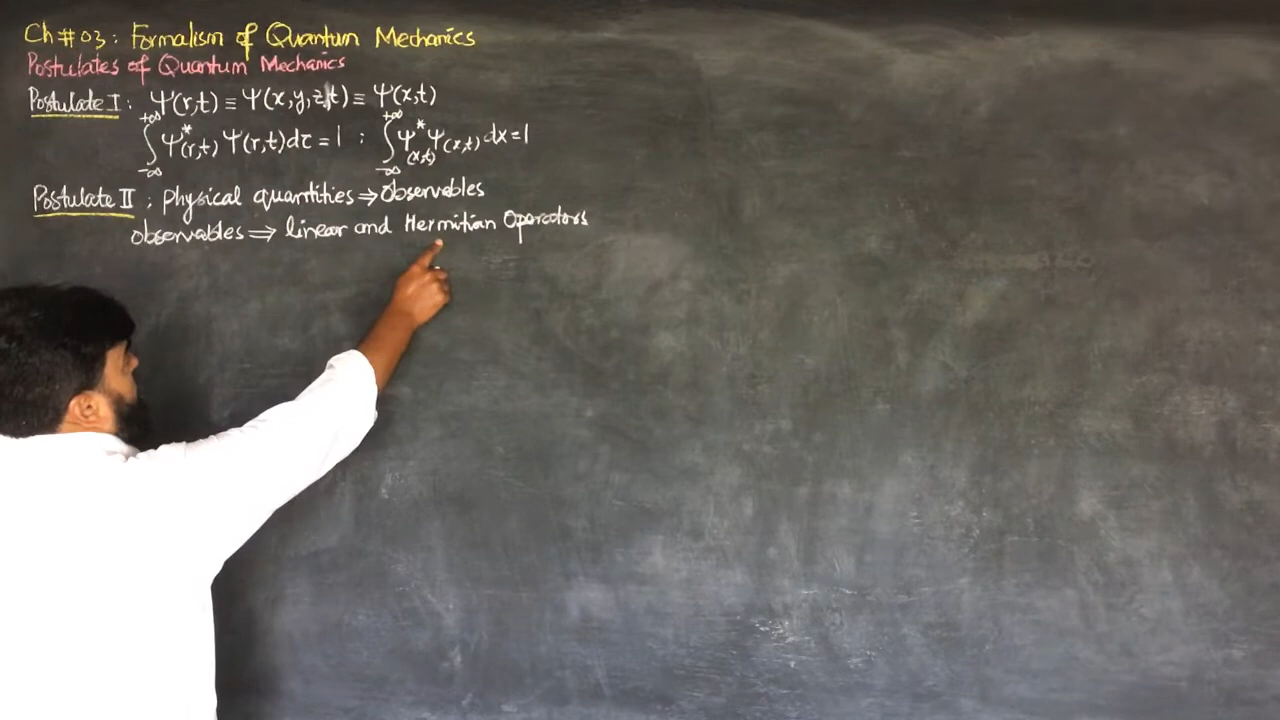 Ch # 03: Formalism of Quantum Mechanics
Postulates of Quantum Mechanics
Postulate I: Ψ(r,t) ≡ Ψ(x,y,z,t) ≡ Ψ(x,t)
∫_{-∞}^{+∞} Ψ*(r,t) Ψ(r,t) dτ = 1 ; ∫_{-∞}^{+∞} Ψ*(x,t) Ψ(x,t) dx = 1
Postulate II: Physical quantities ⇒ Observables
Observables ⇒ linear and Hermitian Operators